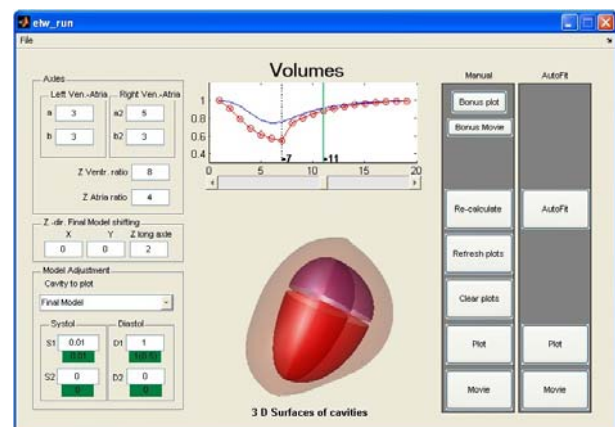 elw_run
File
Axles
Left Ven.-Atria
Right Ven.-Atria
a 3
a2 5
b 3
b2 3
Z Ventr. ratio 8
Z Atria ratio 4
Z -dir. Final Model shifting
X Y Z long axle
0 0 2
Model Adjustment
Cavity to plot
Final Model
Systol
Diastol
S1 0.01
D1 1
0.01
S2 0
D2 0
0
0
Volumes
1
0.8
0.6
0.4
7
11
0 5 10 15 20
3 D Surfaces of cavities
Manual
AutoFit
Bonus plot
Bonus Movie
Re-calculate
AutoFit
Refresh plots
Clear plots
Plot
Plot
Movie
Movie